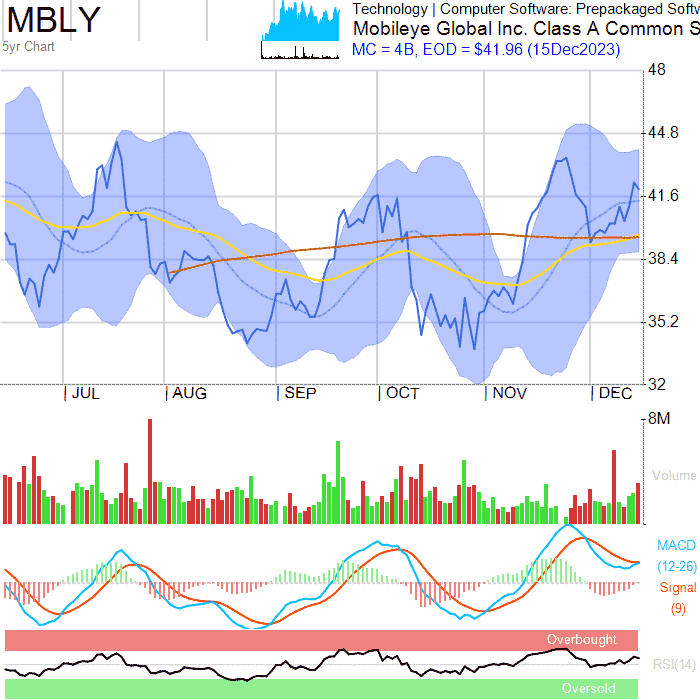 MBLY
5yr Chart
Technology | Computer Software: Prepackaged Softw
Mobileye Global Inc. Class A Common S
MC = 4B, EOD = $41.96 (15Dec2023)
48
44.8
41.6
38.4
35.2
32
JUL
AUG
SEP
OCT
NOV
DEC
8M
Volume
MACD
(12-26)
Signal
(9)
Overbought
RSI(14)
Oversold